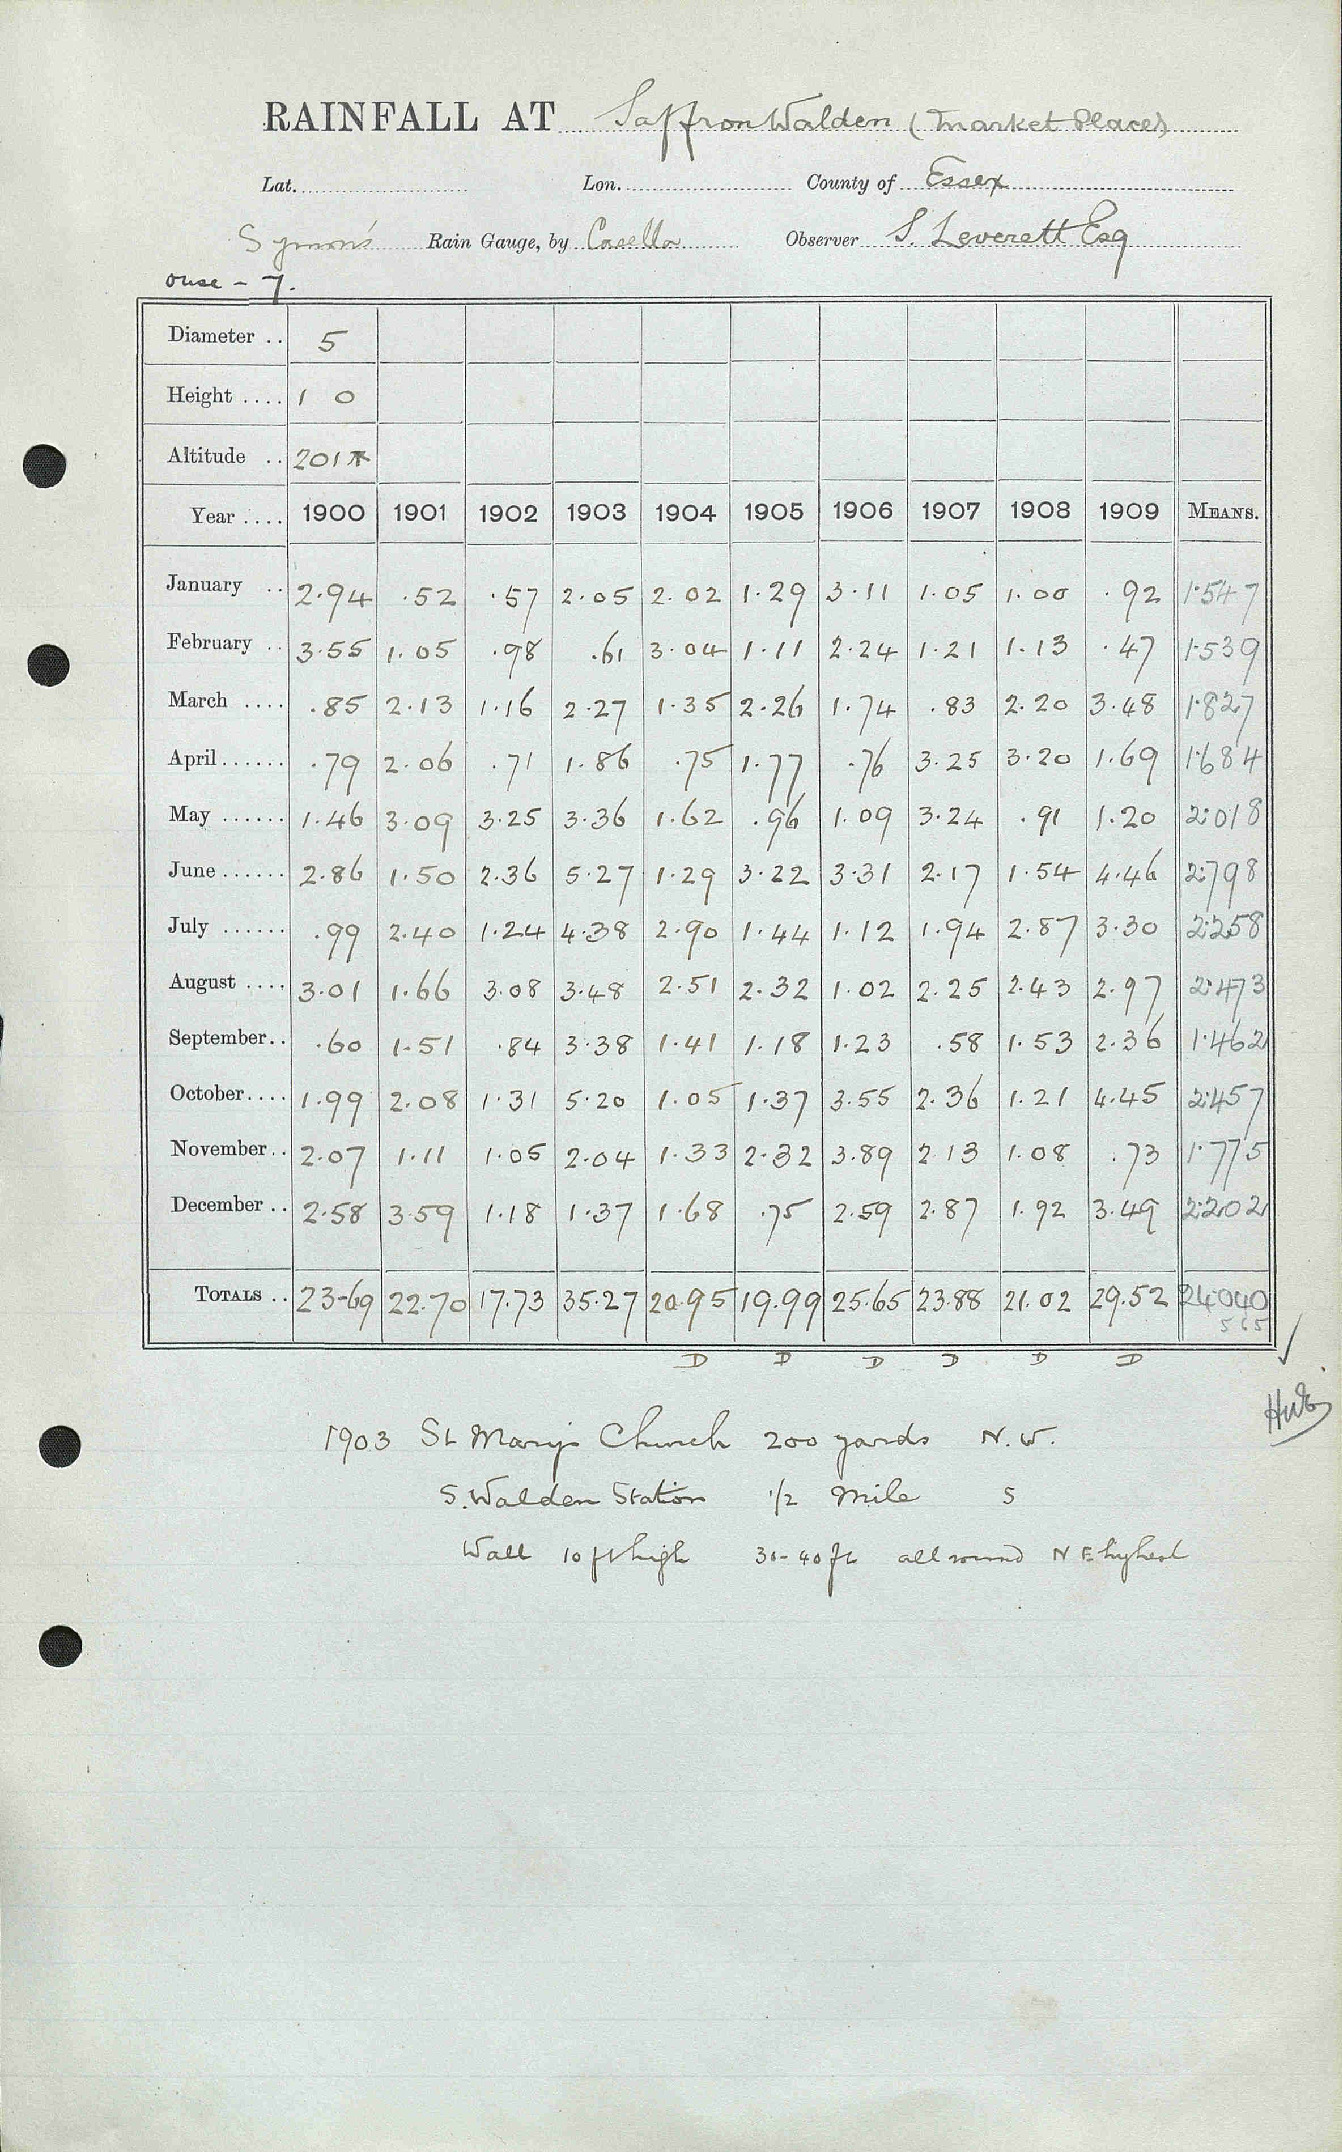 RAINFALL AT Saffron Walden (Market Place)
Lat. Lon. County of Essex
Symon's Rain Gauge, by Casella Observer S. Leverett Esq
Ouse - 7.
Diameter .. 5
Height .... 1 0
Altitude .. 201
Year .... 1900 1901 1902 1903 1904 1905 1906 1907 1908 1909 MEANS.
January .. 2.94 .52 .57 2.05 2.02 1.29 3.11 1.05 1.00 .92 1.547
February .. 3.55 1.05 .98 .61 3.04 1.11 2.24 1.21 1.13 .47 1.539
March .... .85 2.13 1.16 2.27 1.35 2.26 1.74 .83 2.20 3.48 1.827
April...... .79 2.06 .71 1.86 .75 1.77 .76 3.25 3.20 1.69 1.684
May ...... 1.46 3.09 3.25 3.36 1.62 .96 1.09 3.24 .91 1.20 2.018
June ...... 2.86 1.50 2.36 5.27 1.29 3.22 3.31 2.17 1.54 4.46 2.798
July ...... .99 2.40 1.24 4.38 2.90 1.44 1.12 1.94 2.87 3.30 2.258
August .... 3.01 1.66 3.08 3.48 2.51 2.32 1.02 2.25 2.43 2.97 2.473
September.. .60 1.51 .84 3.38 1.41 1.18 1.23 .58 1.53 2.36 1.462
October.... 1.99 2.08 1.31 5.20 1.05 1.37 3.55 2.36 1.21 4.45 2.457
November.. 2.07 1.11 1.05 2.04 1.33 2.32 3.89 2.13 1.08 .73 1.775
December .. 2.58 3.59 1.18 1.37 1.68 .75 2.59 2.87 1.92 3.49 2.202
TOTALS .. 23.69 22.70 17.73 35.27 20.95 19.99 25.65 23.88 21.02 29.52 24.040
565
D D D D D D
1903 St Mary's Church 200 yards N.W.
S. Walden Station 1/2 Mile S
Wall 10 ft high 30-40 ft all round N E highest